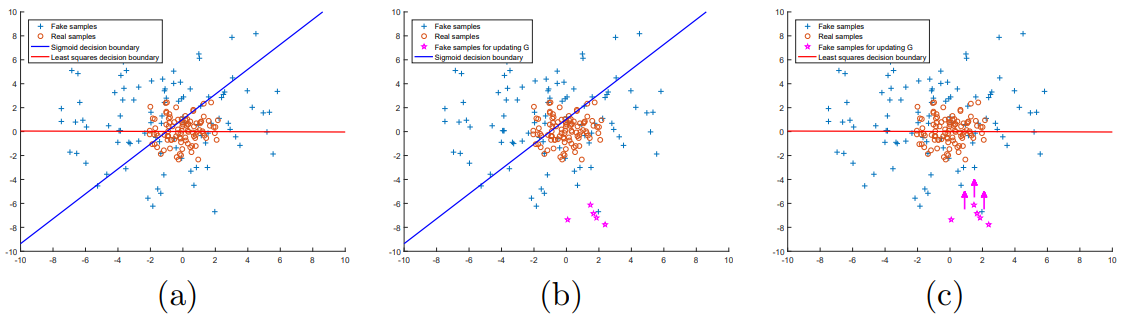 Fake samples
Real samples
Sigmoid decision boundary
Least squares decision boundary
10
8
6
4
2
0
-2
-4
-6
-8
-10
-10 -8 -6 -4 -2 0 2 4 6 8 10
(a)
Fake samples
Real samples
Fake samples for updating G
Sigmoid decision boundary
10
8
6
4
2
0
-2
-4
-6
-8
-10
-10 -8 -6 -4 -2 0 2 4 6 8 10
(b)
Fake samples
Real samples
Fake samples for updating G
Least squares decision boundary
10
8
6
4
2
0
-2
-4
-6
-8
-10
-10 -8 -6 -4 -2 0 2 4 6 8 10
(c)